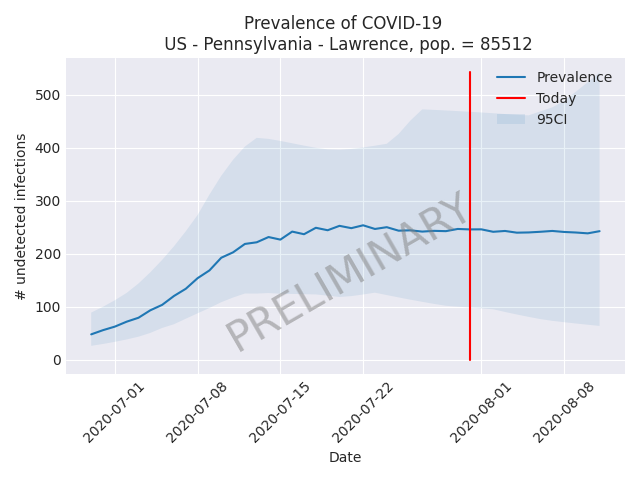 Prevalence of COVID-19
US - Pennsylvania - Lawrence, pop. = 85512
Prevalence
Today
95CI
500
400
300
200
100
0
# undetected infections
PRELIMINARY
2020-07-01
2020-07-08
2020-07-15
2020-07-22
2020-08-01
2020-08-08
Date